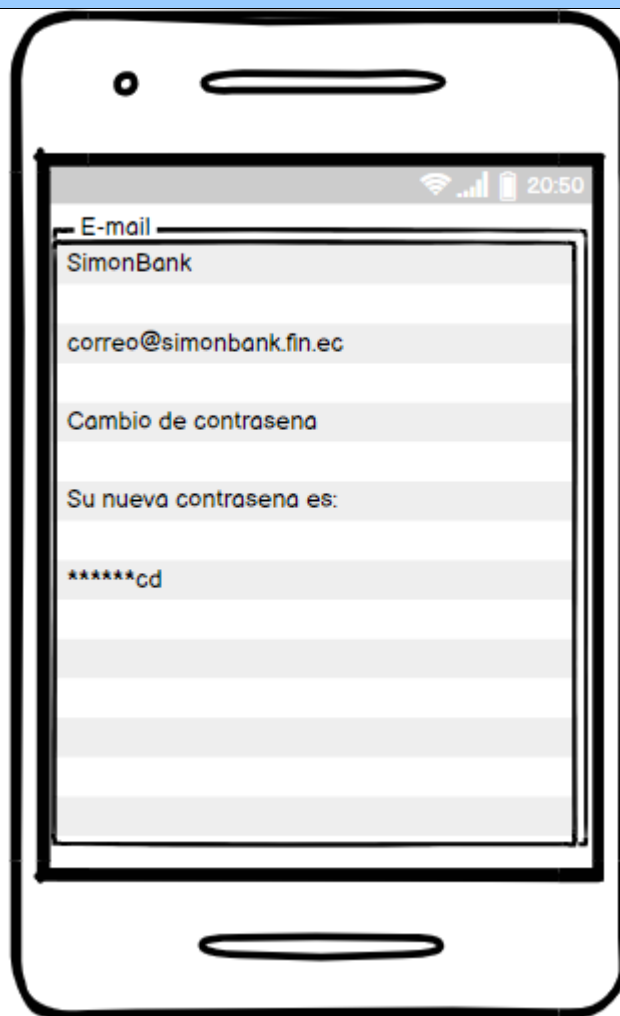 20:50
E-mail
SimonBank
correo@simonbank.fin.ec
Cambio de contrasena
Su nueva contrasena es:
******cd